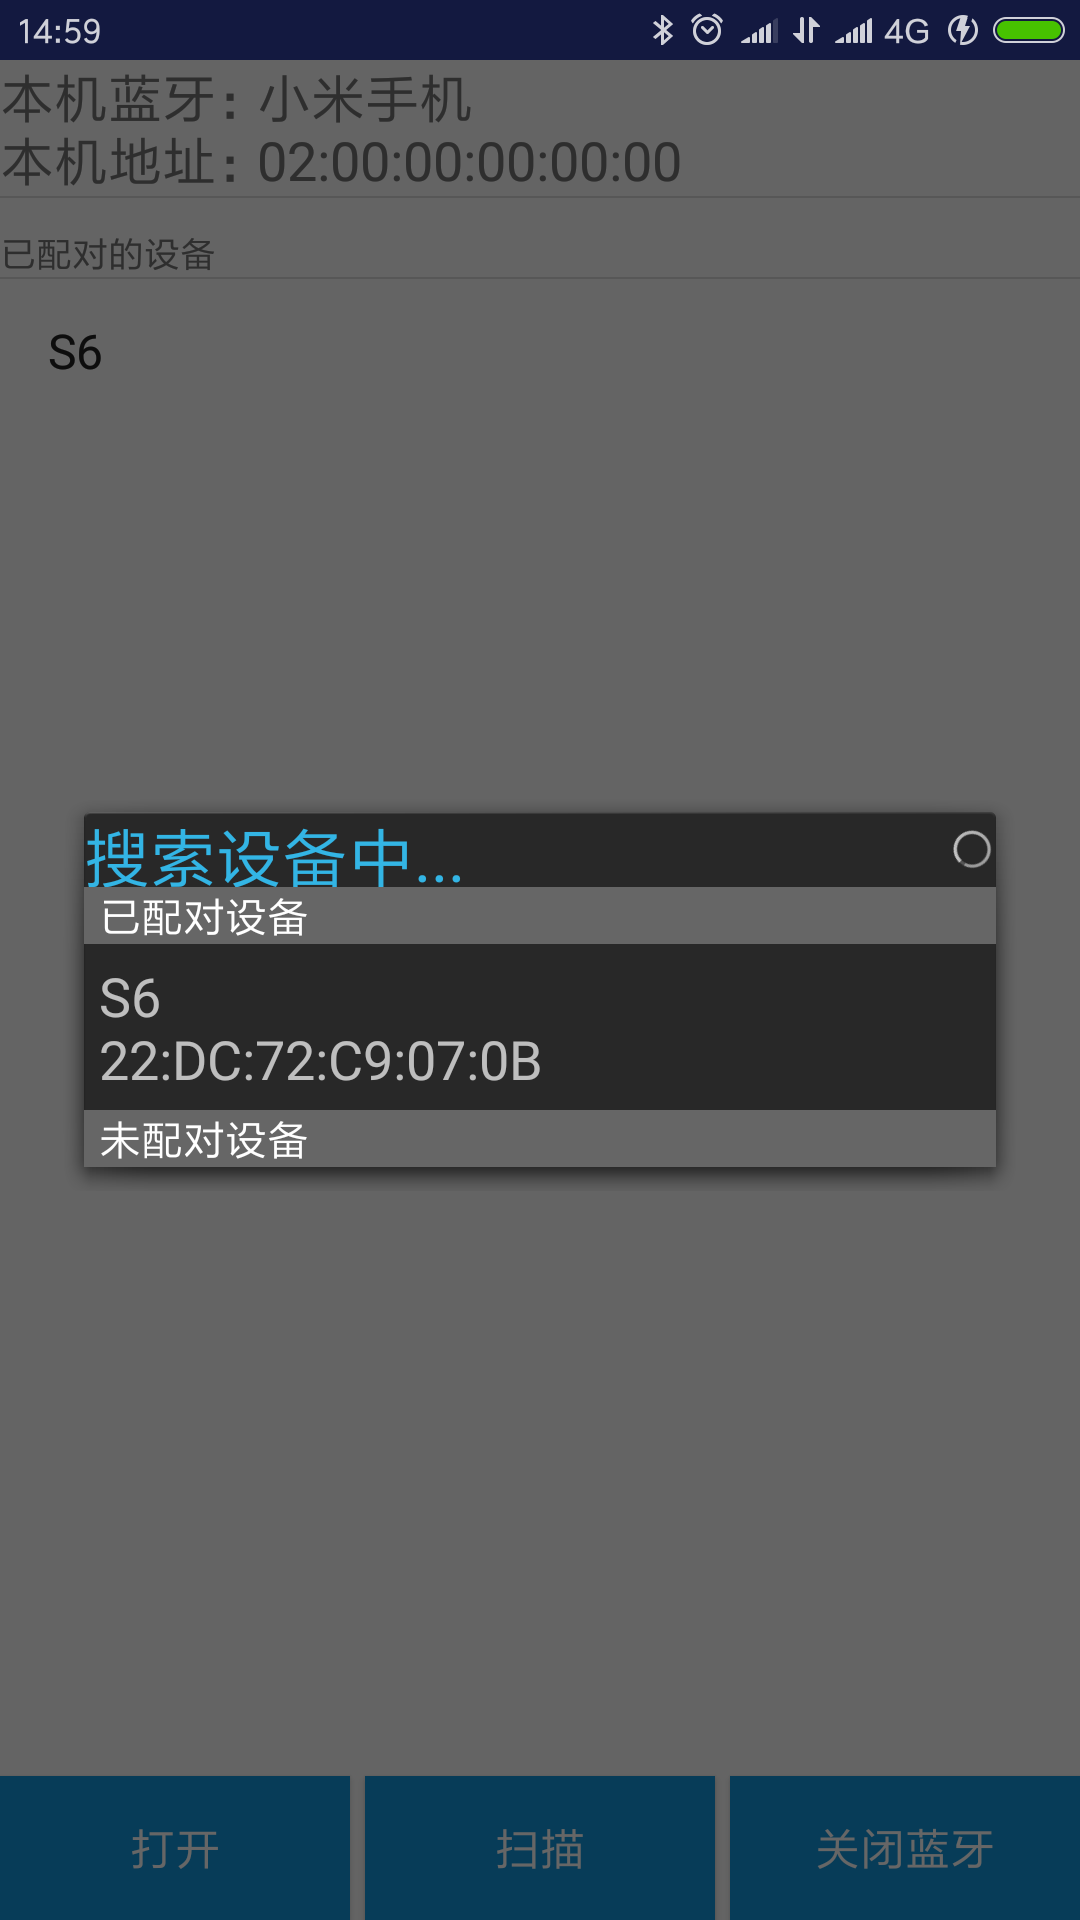 14:59 4G
本机蓝牙：小米手机
本机地址：02:00:00:00:00:00
已配对的设备
S6
搜索设备中...
已配对设备
S6
22:DC:72:C9:07:0B
未配对设备
打开 扫描 关闭蓝牙